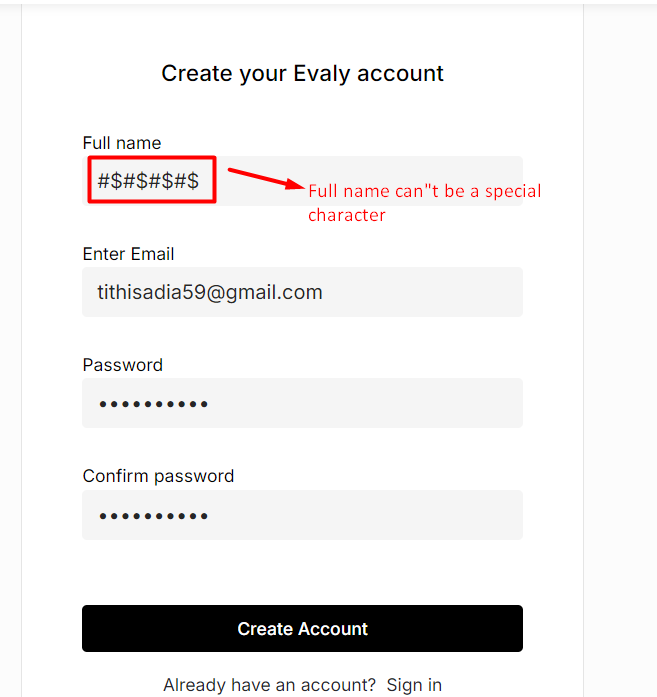 Create your Evaly account
Full name
#$#$#$#$
Full name can"t be a special
character
Enter Email
tithisadia59@gmail.com
Password
••••••••••
Confirm password
••••••••••
Create Account
Already have an account? Sign in